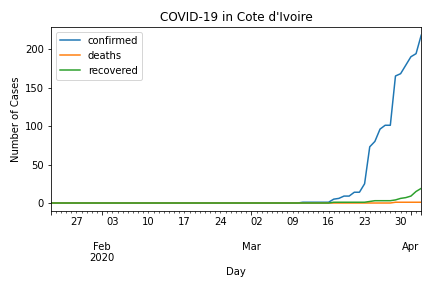 COVID-19 in Cote d'Ivoire
confirmed
deaths
recovered
Number of Cases
200
150
100
50
0
27 03 10 17 24 02 09 16 23 30
Feb Mar Apr
2020
Day